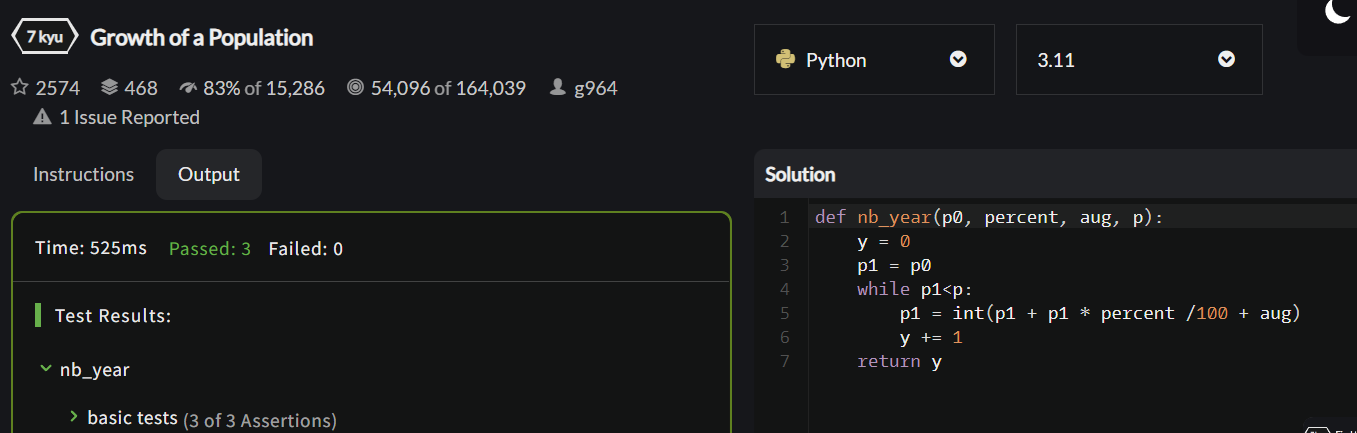 7 kyu Growth of a Population
2574 468 83% of 15,286 54,096 of 164,039 g964
1 Issue Reported
Instructions Output
Time: 525ms Passed: 3 Failed: 0
Test Results:
nb_year
basic tests (3 of 3 Assertions)
Python 3.11
Solution
1 def nb_year(p0, percent, aug, p):
2 y = 0
3 p1 = p0
4 while p1<p:
5 p1 = int(p1 + p1 * percent /100 + aug)
6 y += 1
7 return y